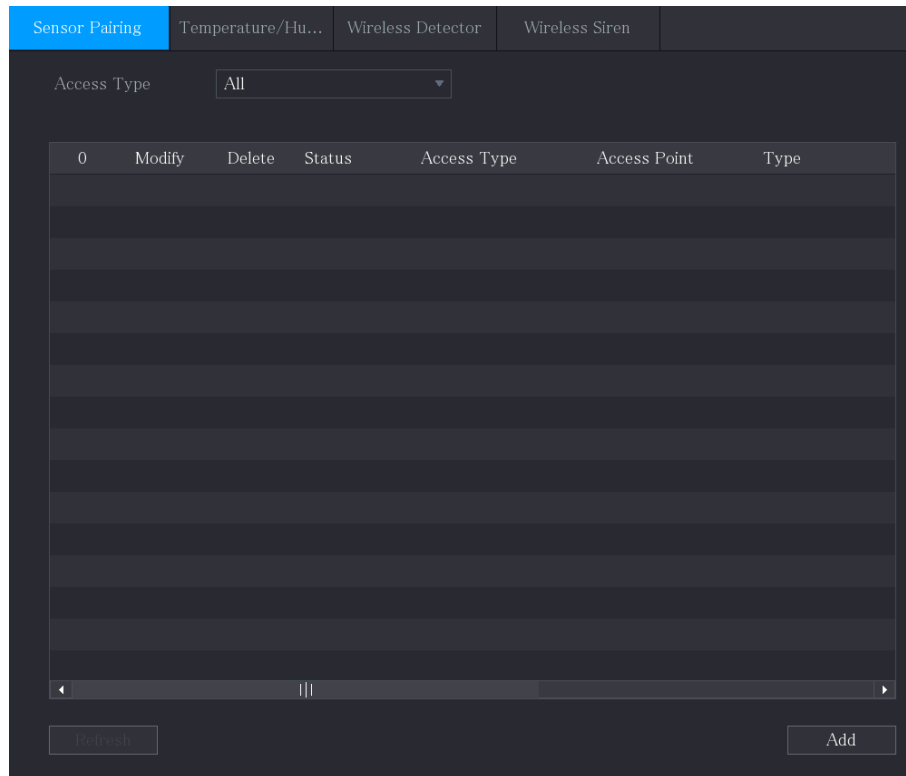 Sensor Pairing Temperature/Hu... Wireless Detector Wireless Siren
Access Type All
0 Modify Delete Status Access Type Access Point Type
Refresh Add